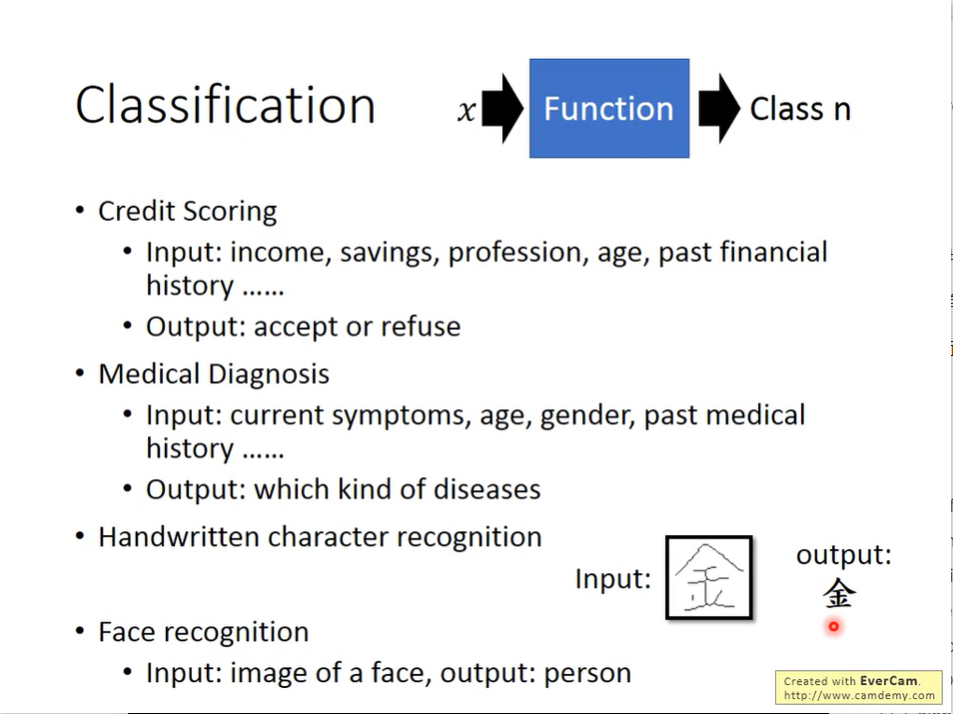 Classification
x
Function
Class n
• Credit Scoring
• Input: income, savings, profession, age, past financial
history ......
• Output: accept or refuse
• Medical Diagnosis
• Input: current symptoms, age, gender, past medical
history ......
• Output: which kind of diseases
• Handwritten character recognition
Input:
金
output:
金
• Face recognition
• Input: image of a face, output: person
Created with EverCam.
http://www.camdemy.com